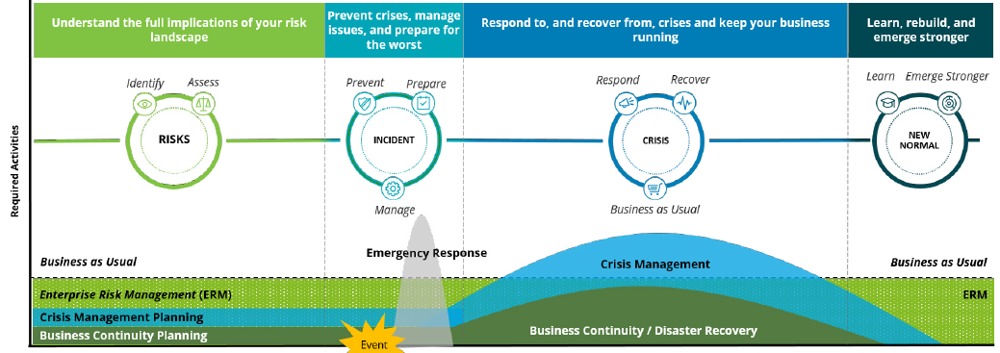 Understand the full implications of your risk
landscape
Prevent crises, manage
issues, and prepare for
the worst
Respond to, and recover from, crises and keep your business
running
Learn, rebuild, and
emerge stronger
Identify
Assess
RISKS
Prevent
Prepare
INCIDENT
Manage
Respond
Recover
CRISIS
Business as Usual
Learn
Emerge Stronger
NEW
NORMAL
Required Activities
Business as Usual
Emergency Response
Crisis Management
Business as Usual
Enterprise Risk Management (ERM)
ERM
Crisis Management Planning
Business Continuity Planning
Event
Business Continuity / Disaster Recovery